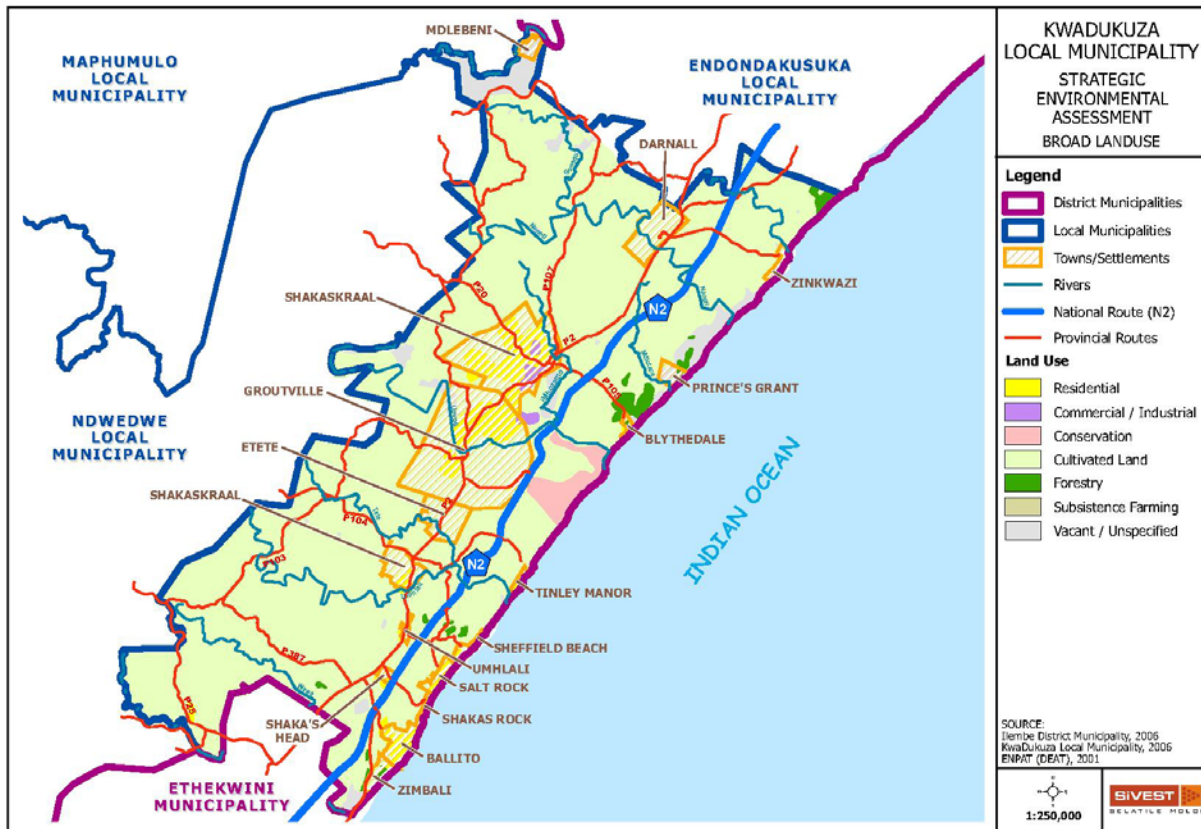 MDLEBENI
MAPHUMULO
LOCAL
MUNICIPALITY
ENDONDAKUSUKA
LOCAL
MUNICIPALITY
DARNALL
ZINKWAZI
SHAKASKRAAL
P20
P107
P2
N2
PRINCE'S GRANT
GROUTVILLE
BLYTHEDALE
NDWEDWE
LOCAL
MUNICIPALITY
ETETE
SHAKASKRAAL
P2
P104
P103
N2
INDIAN OCEAN
TINLEY MANOR
SHEFFIELD BEACH
UMHLALI
P387
SALT ROCK
P25
SHAKA'S
HEAD
SHAKAS ROCK
BALLITO
ETHEKWINI
MUNICIPALITY
ZIMBALI
KWADUKUZA
LOCAL MUNICIPALITY
STRATEGIC
ENVIRONMENTAL
ASSESSMENT
BROAD LANDUSE
Legend
District Municipalities
Local Municipalities
Towns/Settlements
Rivers
National Route (N2)
Provincial Routes
Land Use
Residential
Commercial / Industrial
Conservation
Cultivated Land
Forestry
Subsistence Farming
Vacant / Unspecified
SOURCE:
Ilembe District Municipality, 2006
KwaDukuza Local Municipality, 2006
ENPAT (DEAT), 2001
1:250,000
SiVEST